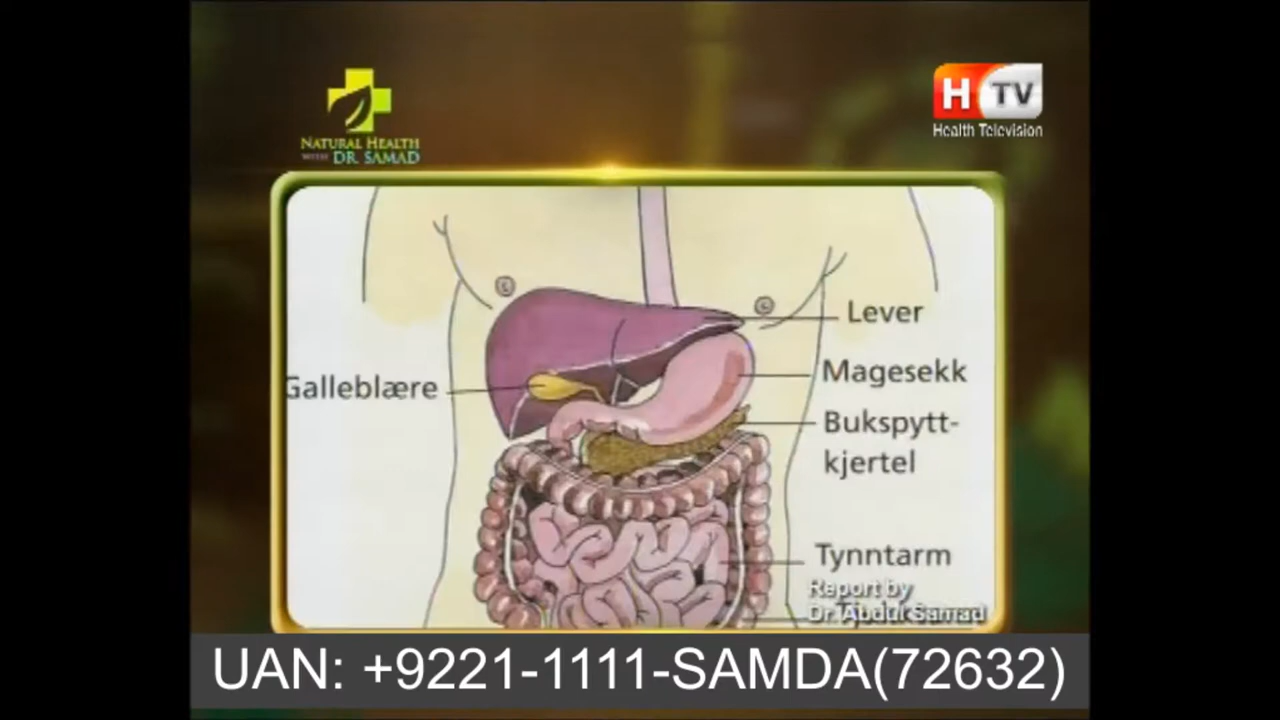 NATURAL HEALTH
WITH DR. SAMAD
H TV
Health Television
Lever
Magesekk
Galleblære
Bukspytt-
kjertel
Tynntarm
Report by
Dr. Abdul Samad
UAN: +9221-1111-SAMDA(72632)